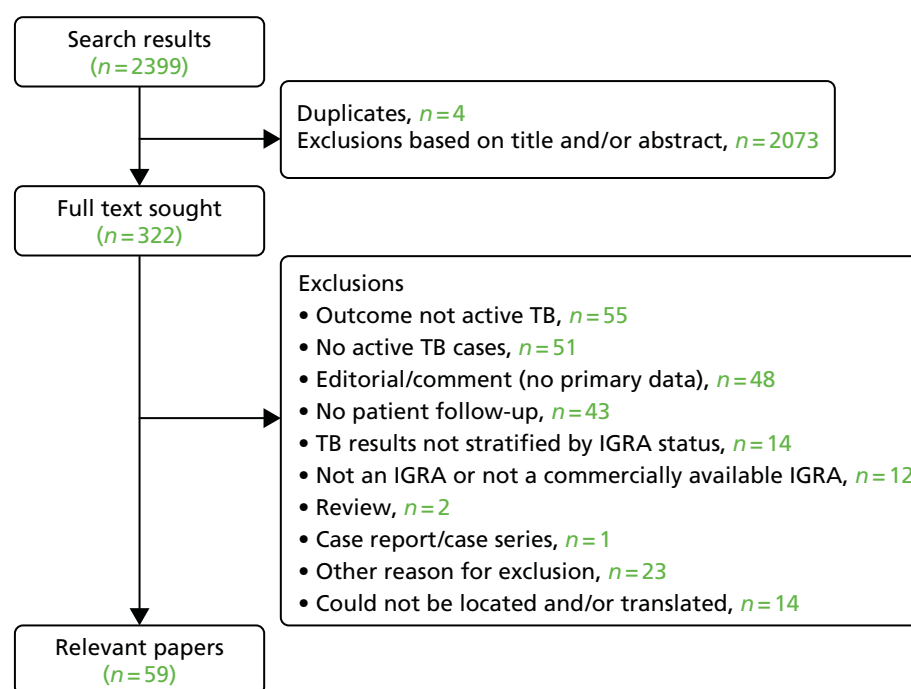 Search results
(n=2399)
Duplicates, n=4
Exclusions based on title and/or abstract, n=2073
Full text sought
(n=322)
Exclusions
• Outcome not active TB, n=55
• No active TB cases, n=51
• Editorial/comment (no primary data), n=48
• No patient follow-up, n=43
• TB results not stratified by IGRA status, n=14
• Not an IGRA or not a commercially available IGRA, n=12
• Review, n=2
• Case report/case series, n=1
• Other reason for exclusion, n=23
• Could not be located and/or translated, n=14
Relevant papers
(n=59)